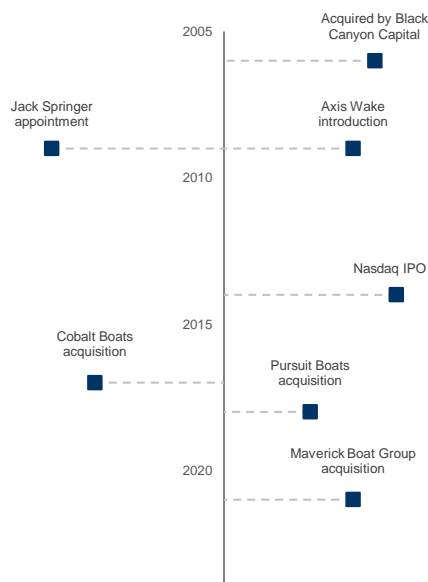 Acquired by Black
Canyon Capital
2005
Jack Springer
appointment
Axis Wake
introduction
2010
Nasdaq IPO
2015
Cobalt Boats
acquisition
Pursuit Boats
acquisition
Maverick Boat Group
acquisition
2020